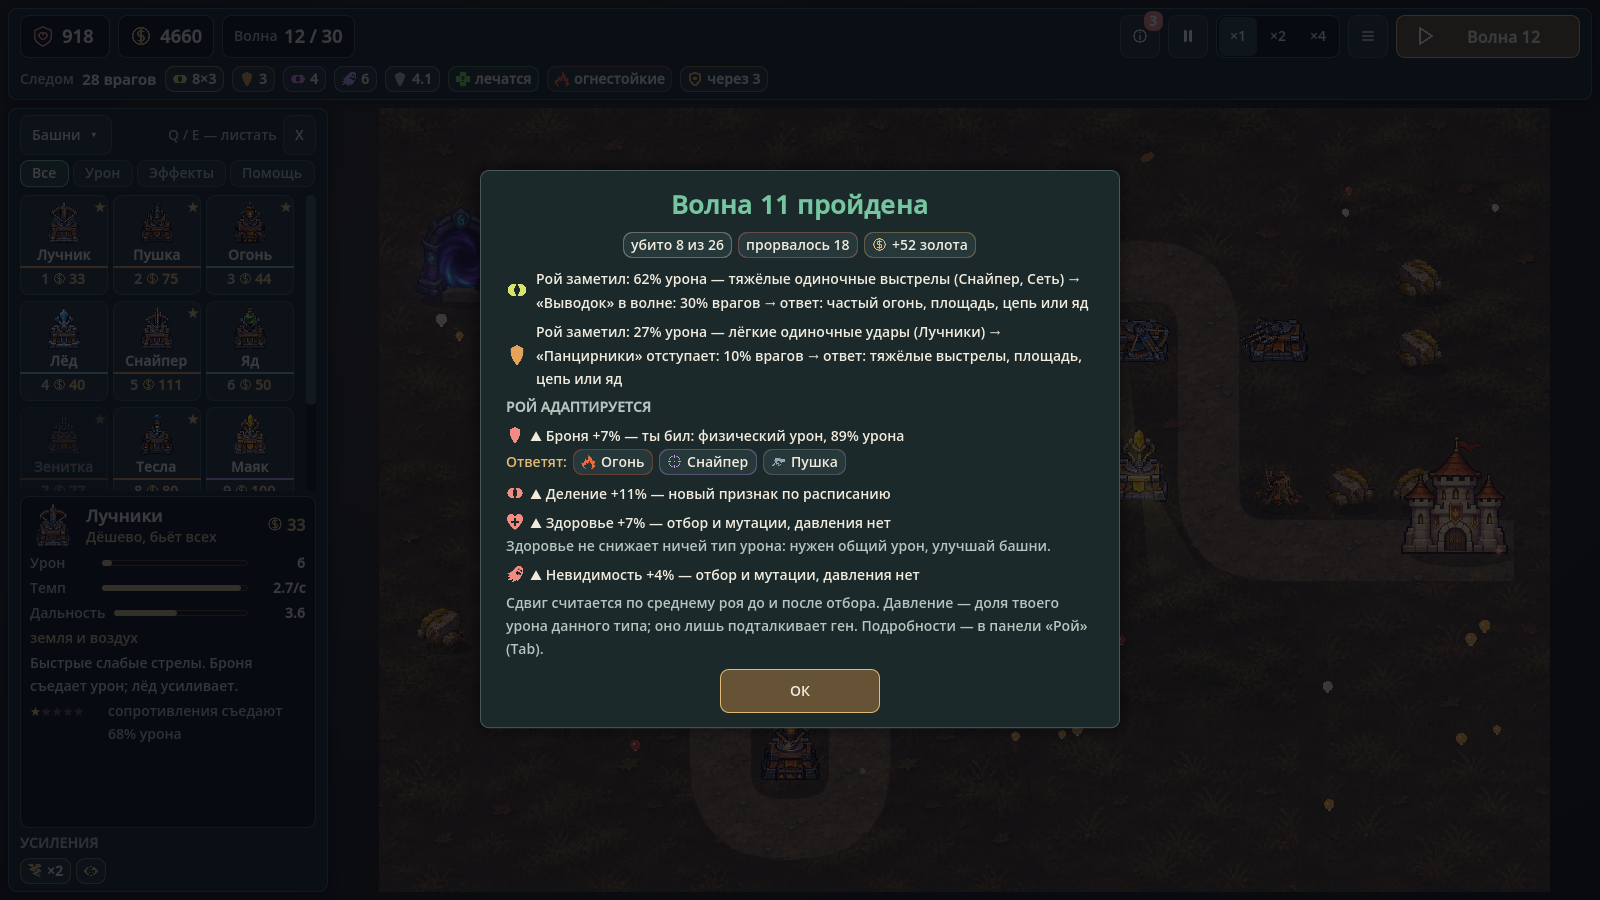 918
4660
Волна 12 / 30
3
×1
×2
×4
Волна 12
Следом 28 врагов 8×3 3 4 6 4.1 лечатся огнестойкие через 3
Башни
Q / E — листать
X
Все
Урон
Эффекты
Помощь
Лучник
Пушка
Огонь
1 33
2 75
3 44
Лёд
Снайпер
Яд
4 40
5 111
6 50
Зенитка
Тесла
Маяк
7 77
8 80
9 100
Лучники
33
Дёшево, бьёт всех
Урон 6
Темп 2.7/с
Дальность 3.6
земля и воздух
Быстрые слабые стрелы. Броня
съедает урон; лёд усиливает.
★★★★★ сопротивления съедают
68% урона
УСИЛЕНИЯ
×2
Волна 11 пройдена
убито 8 из 26
прорвалось 18
+52 золота
Рой заметил: 62% урона — тяжёлые одиночные выстрелы (Снайпер, Сеть) →
«Выводок» в волне: 30% врагов → ответ: частый огонь, площадь, цепь или яд
Рой заметил: 27% урона — лёгкие одиночные удары (Лучники) →
«Панцирники» отступает: 10% врагов → ответ: тяжёлые выстрелы, площадь,
цепь или яд
РОЙ АДАПТИРУЕТСЯ
▲ Броня +7% — ты бил: физический урон, 89% урона
Ответят: Огонь Снайпер Пушка
▲ Деление +11% — новый признак по расписанию
▲ Здоровье +7% — отбор и мутации, давления нет
Здоровье не снижает ничей тип урона: нужен общий урон, улучшай башни.
▲ Невидимость +4% — отбор и мутации, давления нет
Сдвиг считается по среднему роя до и после отбора. Давление — доля твоего
урона данного типа; оно лишь подталкивает ген. Подробности — в панели «Рой»
(Tab).
ОК